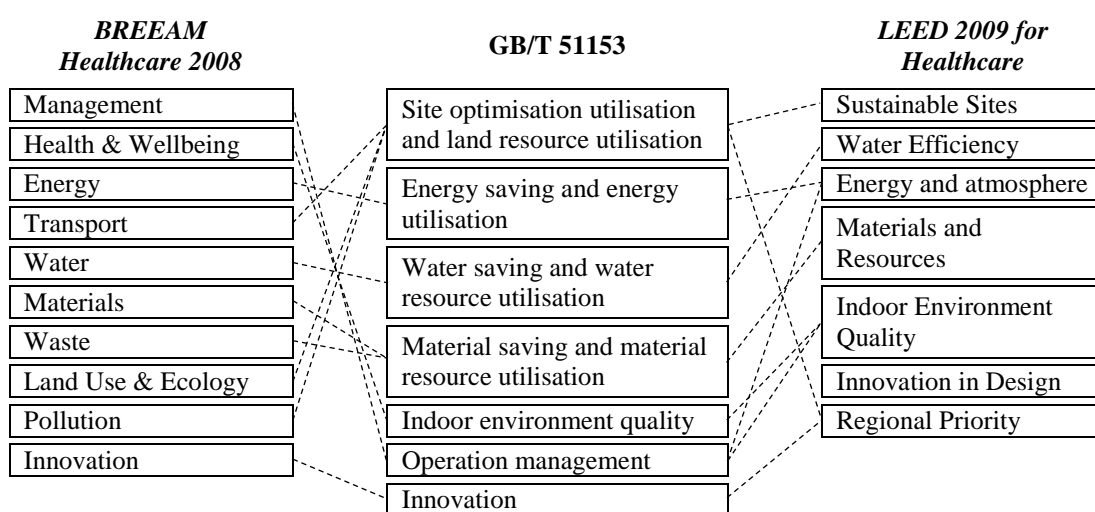 BREEAM
Healthcare 2008
Management
Health & Wellbeing
Energy
Transport
Water
Materials
Waste
Land Use & Ecology
Pollution
Innovation
GB/T 51153
Site optimisation utilisation
and land resource utilisation
Energy saving and energy
utilisation
Water saving and water
resource utilisation
Material saving and material
resource utilisation
Indoor environment quality
Operation management
Innovation
LEED 2009 for
Healthcare
Sustainable Sites
Water Efficiency
Energy and atmosphere
Materials and
Resources
Indoor Environment
Quality
Innovation in Design
Regional Priority